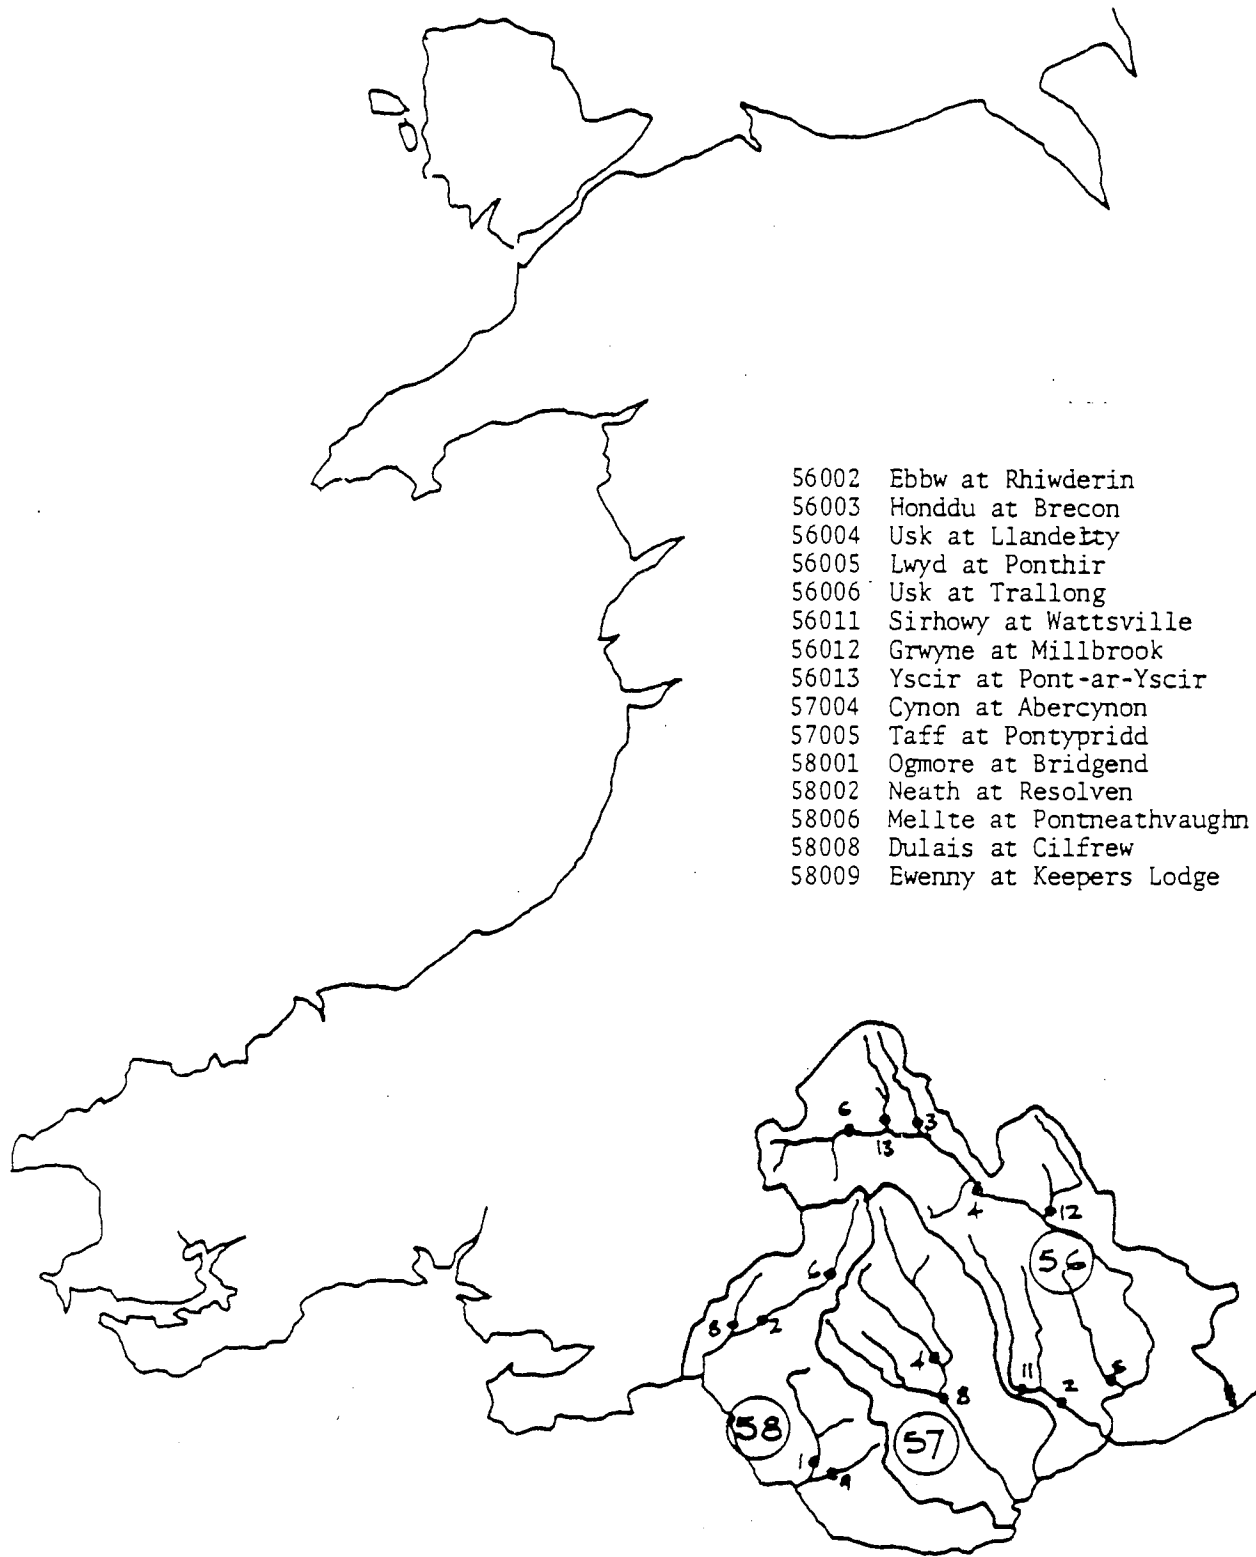 56002 Ebbw at Rhiwderin
56003 Honddu at Brecon
56004 Usk at Llandetty
56005 Lwyd at Ponthir
56006 Usk at Trallong
56011 Sirhowy at Wattsville
56012 Grwyne at Millbrook
56013 Yscir at Pont-ar-Yscir
57004 Cynon at Abercynon
57005 Taff at Pontypridd
58001 Ogmore at Bridgend
58002 Neath at Resolven
58006 Mellte at Pontneathvaughn
58008 Dulais at Cilfrew
58009 Ewenny at Keepers Lodge
6
13
3
4
12
56
6
8
2
4
8
11
2
5
58
57
1
9